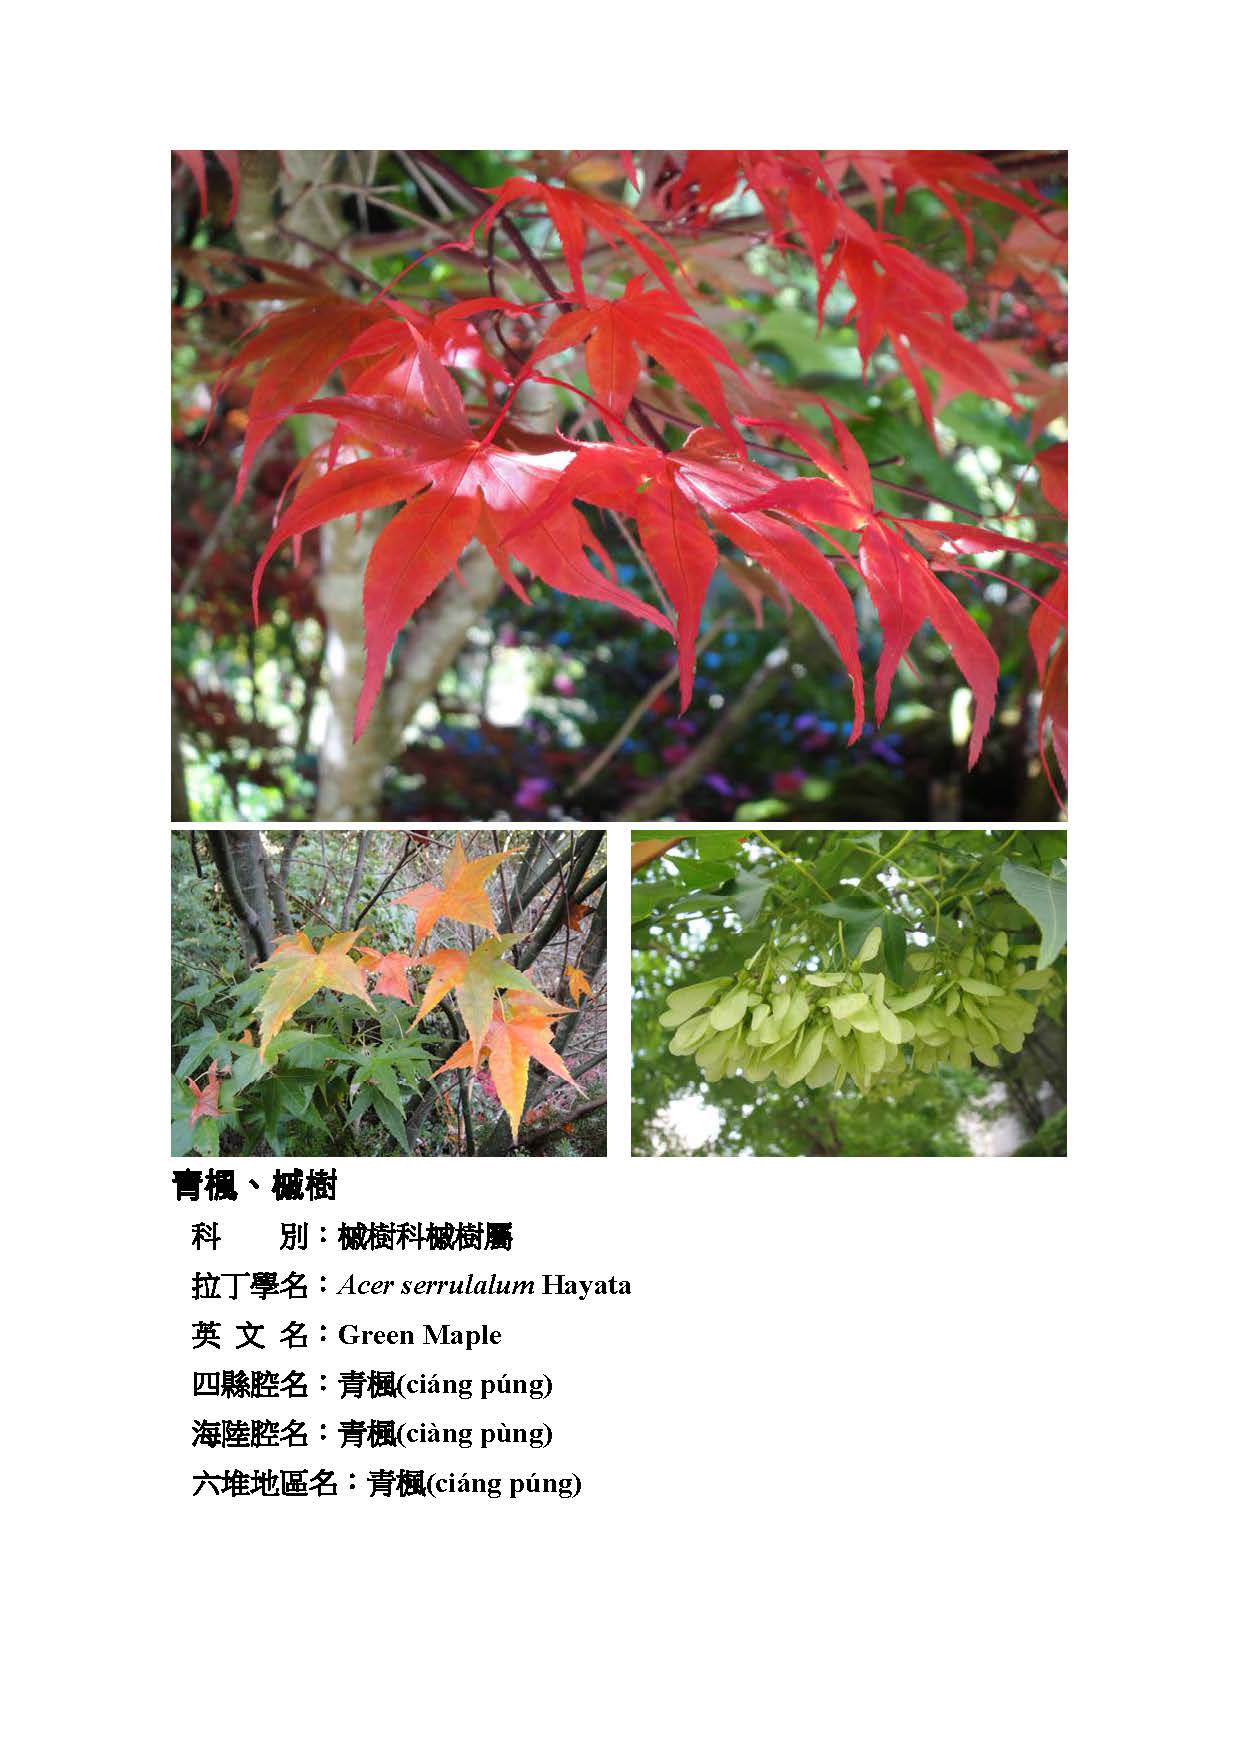 青楓、槭樹
科　　別：槭樹科槭樹屬
拉丁學名：Acer serrulalum Hayata
英 文 名：Green Maple
四縣腔名：青楓(ciáng púng)
海陸腔名：青楓(ciàng pùng)
六堆地區名：青楓(ciáng púng)